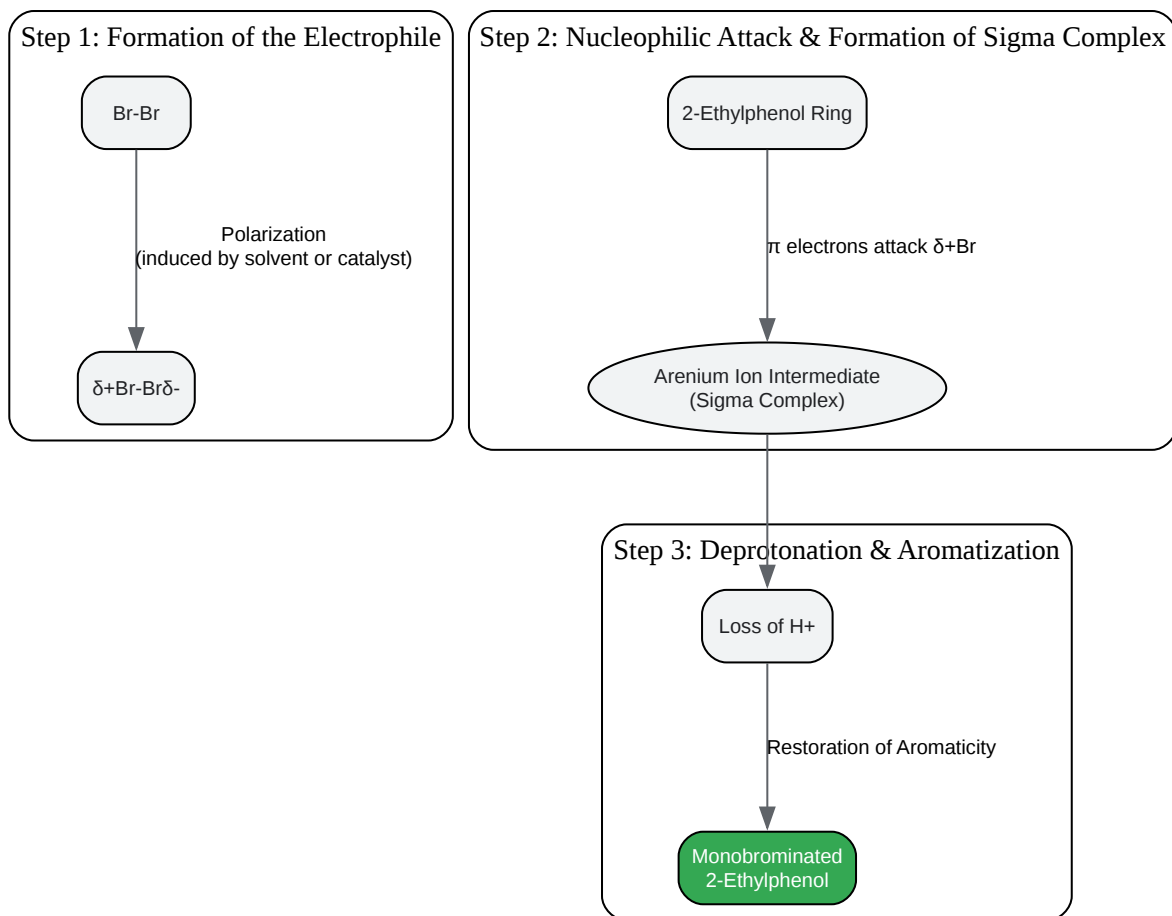 Step 1: Formation of the Electrophile
Br-Br
Polarization
(induced by solvent or catalyst)
δ+Br-Brδ-
Step 2: Nucleophilic Attack & Formation of Sigma Complex
2-Ethylphenol Ring
π electrons attack δ+Br
Arenium Ion Intermediate
(Sigma Complex)
Step 3: Deprotonation & Aromatization
Loss of H+
Restoration of Aromaticity
Monobrominated
2-Ethylphenol